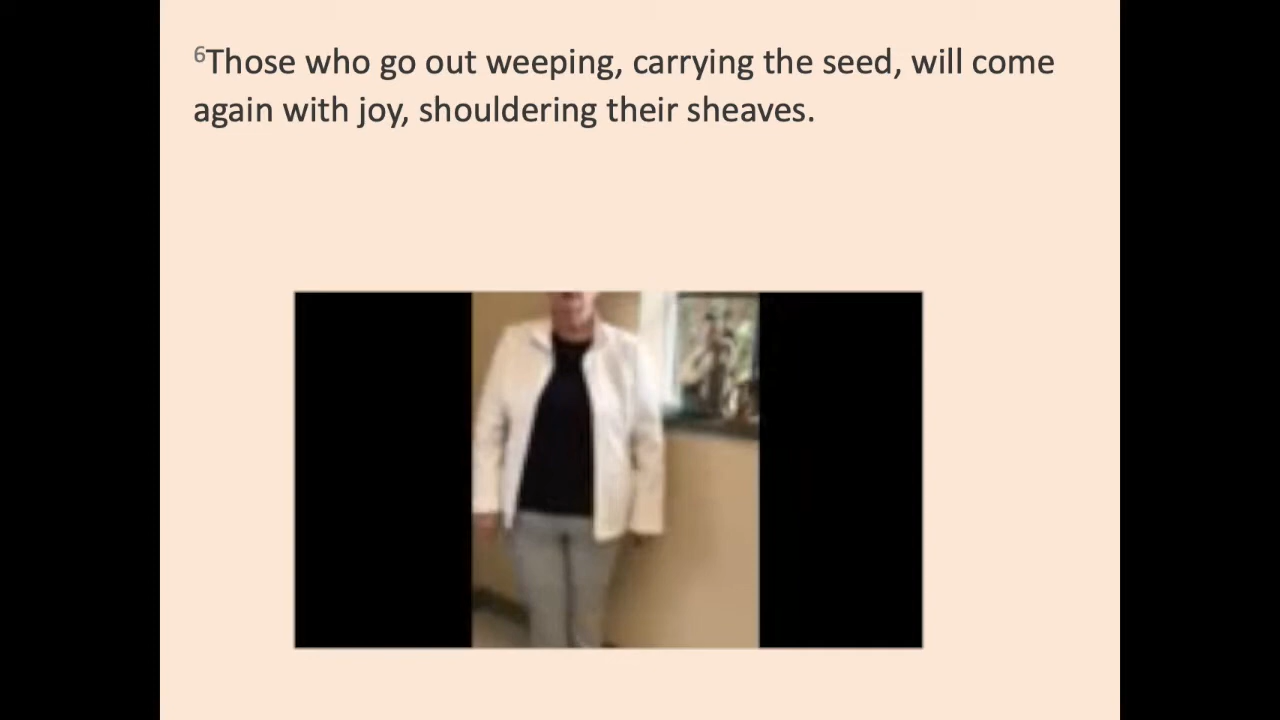 ⁶Those who go out weeping, carrying the seed, will come
again with joy, shouldering their sheaves.